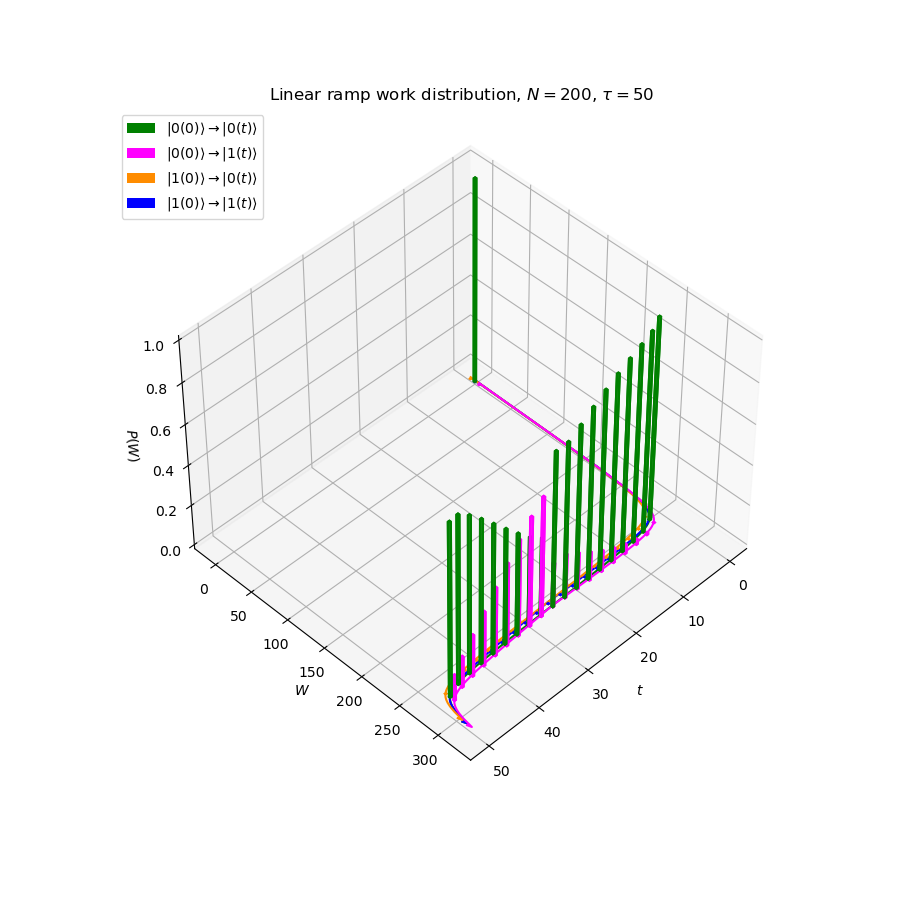 Linear ramp work distribution, N = 200, τ = 50
|0(0)⟩ → |0(t)⟩
|0(0)⟩ → |1(t)⟩
|1(0)⟩ → |0(t)⟩
|1(0)⟩ → |1(t)⟩
1.0
0.8
0.6
0.4
0.2
0.0
P(W)
0
50
100
150
200
250
300
W
0
10
20
30
40
50
t